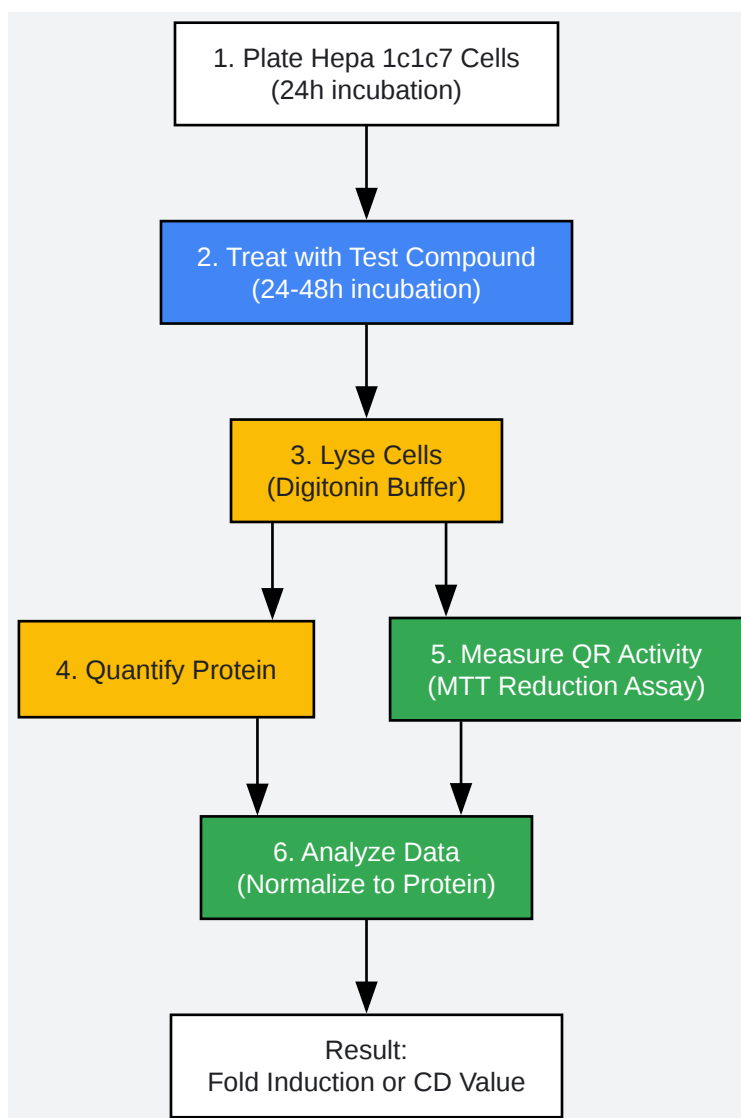 1. Plate Hepa 1c1c7 Cells
(24h incubation)
2. Treat with Test Compound
(24-48h incubation)
3. Lyse Cells
(Digitonin Buffer)
4. Quantify Protein
5. Measure QR Activity
(MTT Reduction Assay)
6. Analyze Data
(Normalize to Protein)
Result:
Fold Induction or CD Value